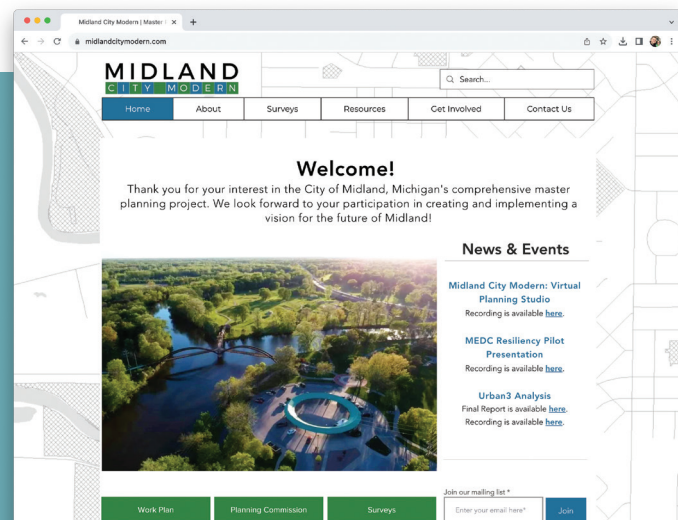 Midland City Modern | Master
midlandcitymodern.com
MIDLAND
CITY MODERN
Search...
Home
About
Surveys
Resources
Get Involved
Contact Us
Welcome!
Thank you for your interest in the City of Midland, Michigan's comprehensive master
planning project. We look forward to your participation in creating and implementing a
vision for the future of Midland!
News & Events
Midland City Modern: Virtual
Planning Studio
Recording is available here.
MEDC Resiliency Pilot
Presentation
Recording is available here.
Urban3 Analysis
Final Report is available here.
Recording is available here.
Work Plan
Planning Commission
Surveys
Join our mailing list *
Enter your email here*
Join